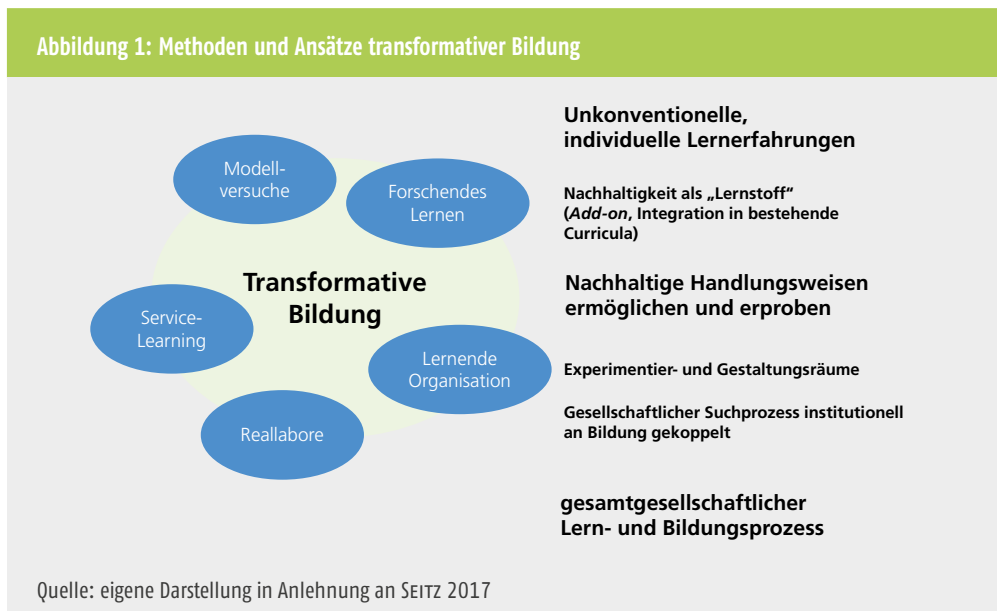 Abbildung 1: Methoden und Ansätze transformativer Bildung
Modell-
versuche
Forschendes
Lernen
Transformative
Bildung
Service-
Learning
Lernende
Organisation
Reallabore
Unkonventionelle,
individuelle Lernerfahrungen
Nachhaltigkeit als „Lernstoff“
(Add-on, Integration in bestehende
Curricula)
Nachhaltige Handlungsweisen
ermöglichen und erproben
Experimentier- und Gestaltungsräume
Gesellschaftlicher Suchprozess institutionell
an Bildung gekoppelt
gesamtgesellschaftlicher
Lern- und Bildungsprozess
Quelle: eigene Darstellung in Anlehnung an SEITZ 2017